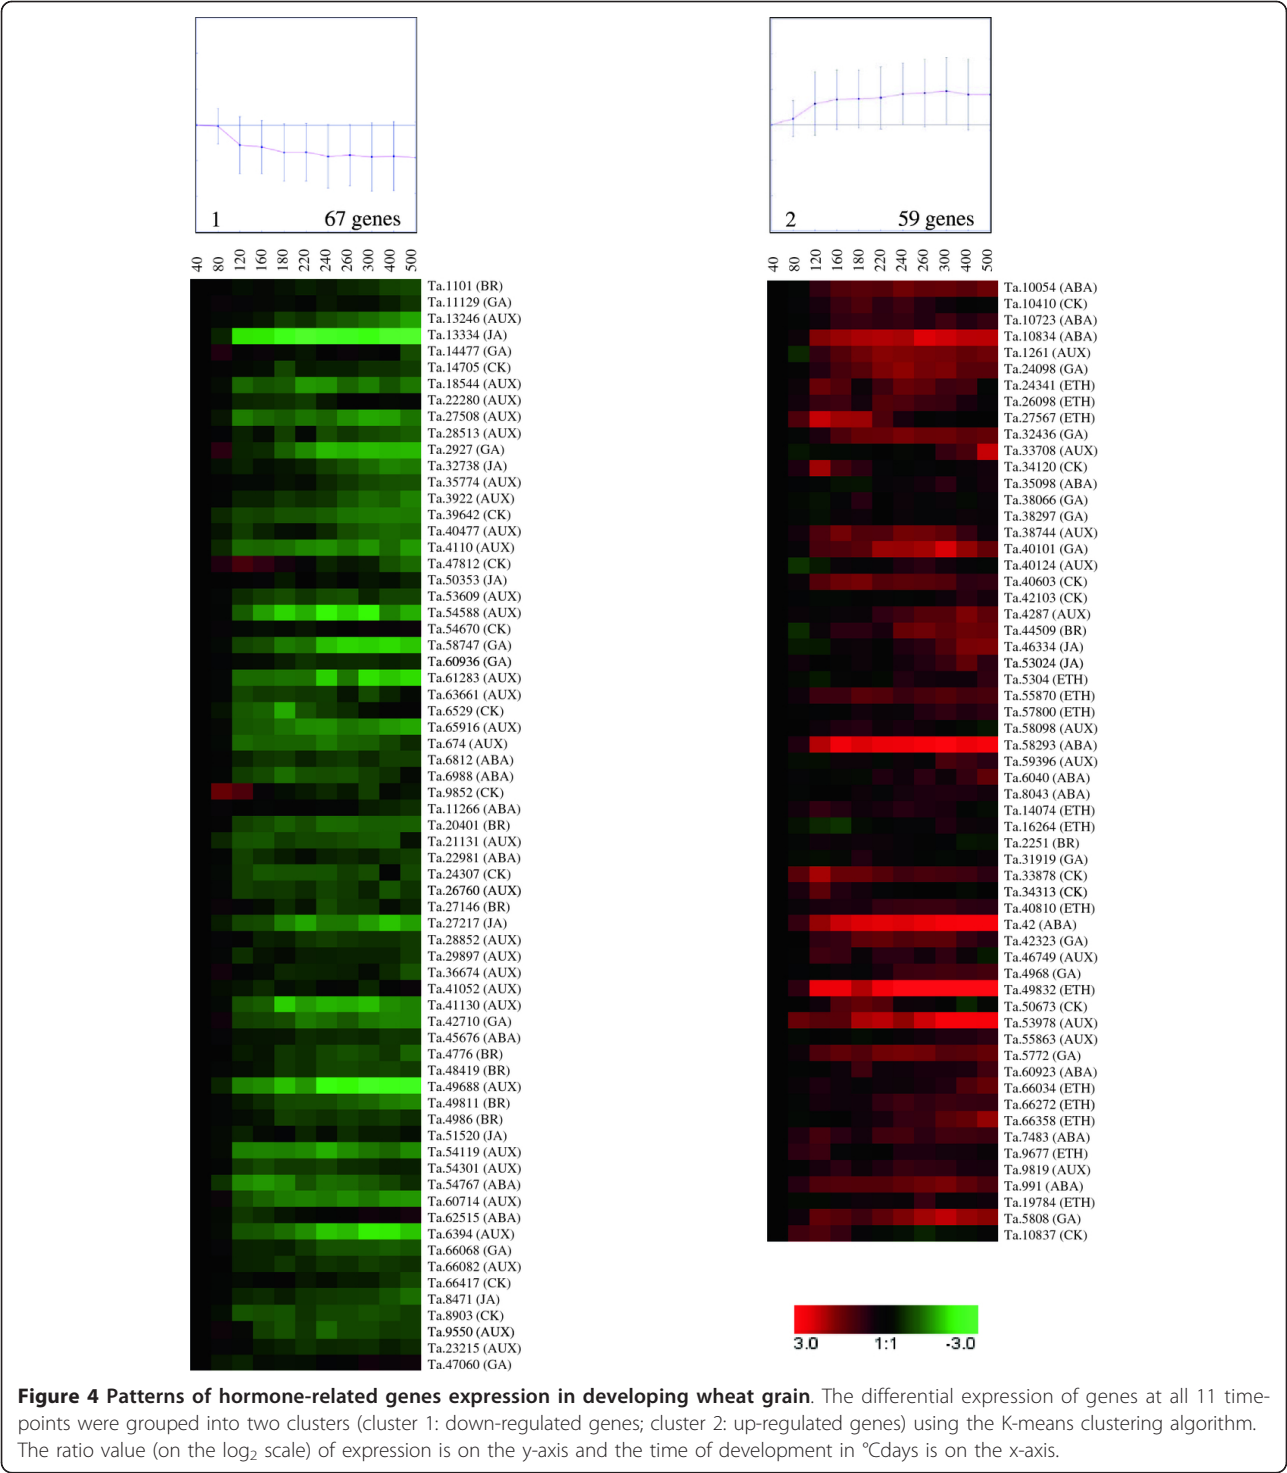 1 67 genes
40 80 120 160 180 220 240 260 300 400 500
Ta.1101 (BR)
Ta.11129 (GA)
Ta.13246 (AUX)
Ta.13334 (JA)
Ta.14477 (GA)
Ta.14705 (CK)
Ta.18544 (AUX)
Ta.22280 (AUX)
Ta.27508 (AUX)
Ta.28513 (AUX)
Ta.2927 (GA)
Ta.32738 (JA)
Ta.35774 (AUX)
Ta.3922 (AUX)
Ta.39642 (CK)
Ta.40477 (AUX)
Ta.4110 (AUX)
Ta.47812 (CK)
Ta.50353 (JA)
Ta.53609 (AUX)
Ta.54588 (AUX)
Ta.54670 (CK)
Ta.58747 (GA)
Ta.60936 (GA)
Ta.61283 (AUX)
Ta.63661 (AUX)
Ta.6529 (CK)
Ta.65916 (AUX)
Ta.674 (AUX)
Ta.6812 (ABA)
Ta.6988 (ABA)
Ta.9852 (CK)
Ta.11266 (ABA)
Ta.20401 (BR)
Ta.21131 (AUX)
Ta.22981 (ABA)
Ta.24307 (CK)
Ta.26760 (AUX)
Ta.27146 (BR)
Ta.27217 (JA)
Ta.28852 (AUX)
Ta.29897 (AUX)
Ta.36674 (AUX)
Ta.41052 (AUX)
Ta.41130 (AUX)
Ta.42710 (GA)
Ta.45676 (ABA)
Ta.4776 (BR)
Ta.48419 (BR)
Ta.49688 (AUX)
Ta.49811 (BR)
Ta.4986 (BR)
Ta.51520 (JA)
Ta.54119 (AUX)
Ta.54301 (AUX)
Ta.54767 (ABA)
Ta.60714 (AUX)
Ta.62515 (ABA)
Ta.6394 (AUX)
Ta.66068 (GA)
Ta.66082 (AUX)
Ta.66417 (CK)
Ta.8471 (JA)
Ta.8903 (CK)
Ta.9550 (AUX)
Ta.23215 (AUX)
Ta.47060 (GA)
2 59 genes
40 80 120 160 180 220 240 260 300 400 500
Ta.10054 (ABA)
Ta.10410 (CK)
Ta.10723 (ABA)
Ta.10834 (ABA)
Ta.1261 (AUX)
Ta.24098 (GA)
Ta.24341 (ETH)
Ta.26098 (ETH)
Ta.27567 (ETH)
Ta.32436 (GA)
Ta.33708 (AUX)
Ta.34120 (CK)
Ta.35098 (ABA)
Ta.38066 (GA)
Ta.38297 (GA)
Ta.38744 (AUX)
Ta.40101 (GA)
Ta.40124 (AUX)
Ta.40603 (CK)
Ta.42103 (CK)
Ta.4287 (AUX)
Ta.44509 (BR)
Ta.46334 (JA)
Ta.53024 (JA)
Ta.5304 (ETH)
Ta.55870 (ETH)
Ta.57800 (ETH)
Ta.58098 (AUX)
Ta.58293 (ABA)
Ta.59396 (AUX)
Ta.6040 (ABA)
Ta.8043 (ABA)
Ta.14074 (ETH)
Ta.16264 (ETH)
Ta.2251 (BR)
Ta.31919 (GA)
Ta.33878 (CK)
Ta.34313 (CK)
Ta.40810 (ETH)
Ta.42 (ABA)
Ta.42323 (GA)
Ta.46749 (AUX)
Ta.4968 (GA)
Ta.49832 (ETH)
Ta.50673 (CK)
Ta.53978 (AUX)
Ta.55863 (AUX)
Ta.5772 (GA)
Ta.60923 (ABA)
Ta.66034 (ETH)
Ta.66272 (ETH)
Ta.66358 (ETH)
Ta.7483 (ABA)
Ta.9677 (ETH)
Ta.9819 (AUX)
Ta.991 (ABA)
Ta.19784 (ETH)
Ta.5808 (GA)
Ta.10837 (CK)
3.0 1:1 -3.0
Figure 4 Patterns of hormone-related genes expression in developing wheat grain. The differential expression of genes at all 11 time-
points were grouped into two clusters (cluster 1: down-regulated genes; cluster 2: up-regulated genes) using the K-means clustering algorithm.
The ratio value (on the log2 scale) of expression is on the y-axis and the time of development in °Cdays is on the x-axis.